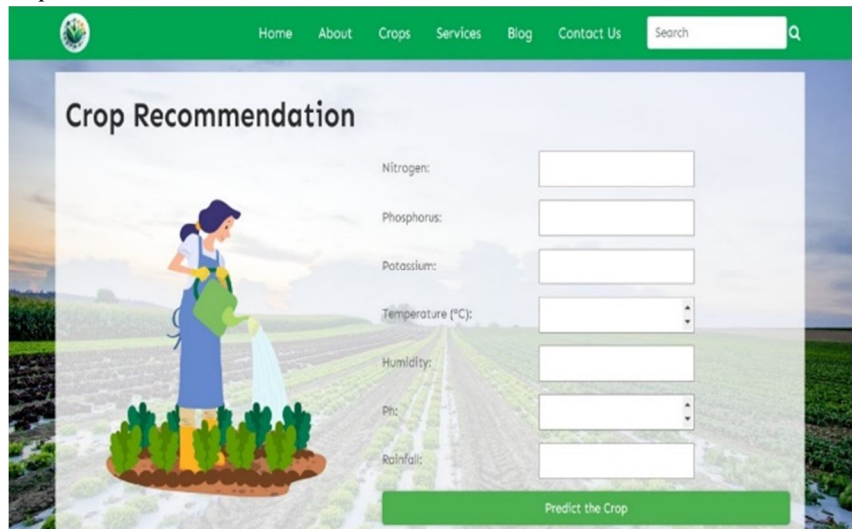 Home About Crops Services Blog Contact Us Search
Crop Recommendation
Nitrogen:
Phosphorus:
Potassium:
Temperature (°C):
Humidity:
Ph:
Rainfall:
Predict the Crop